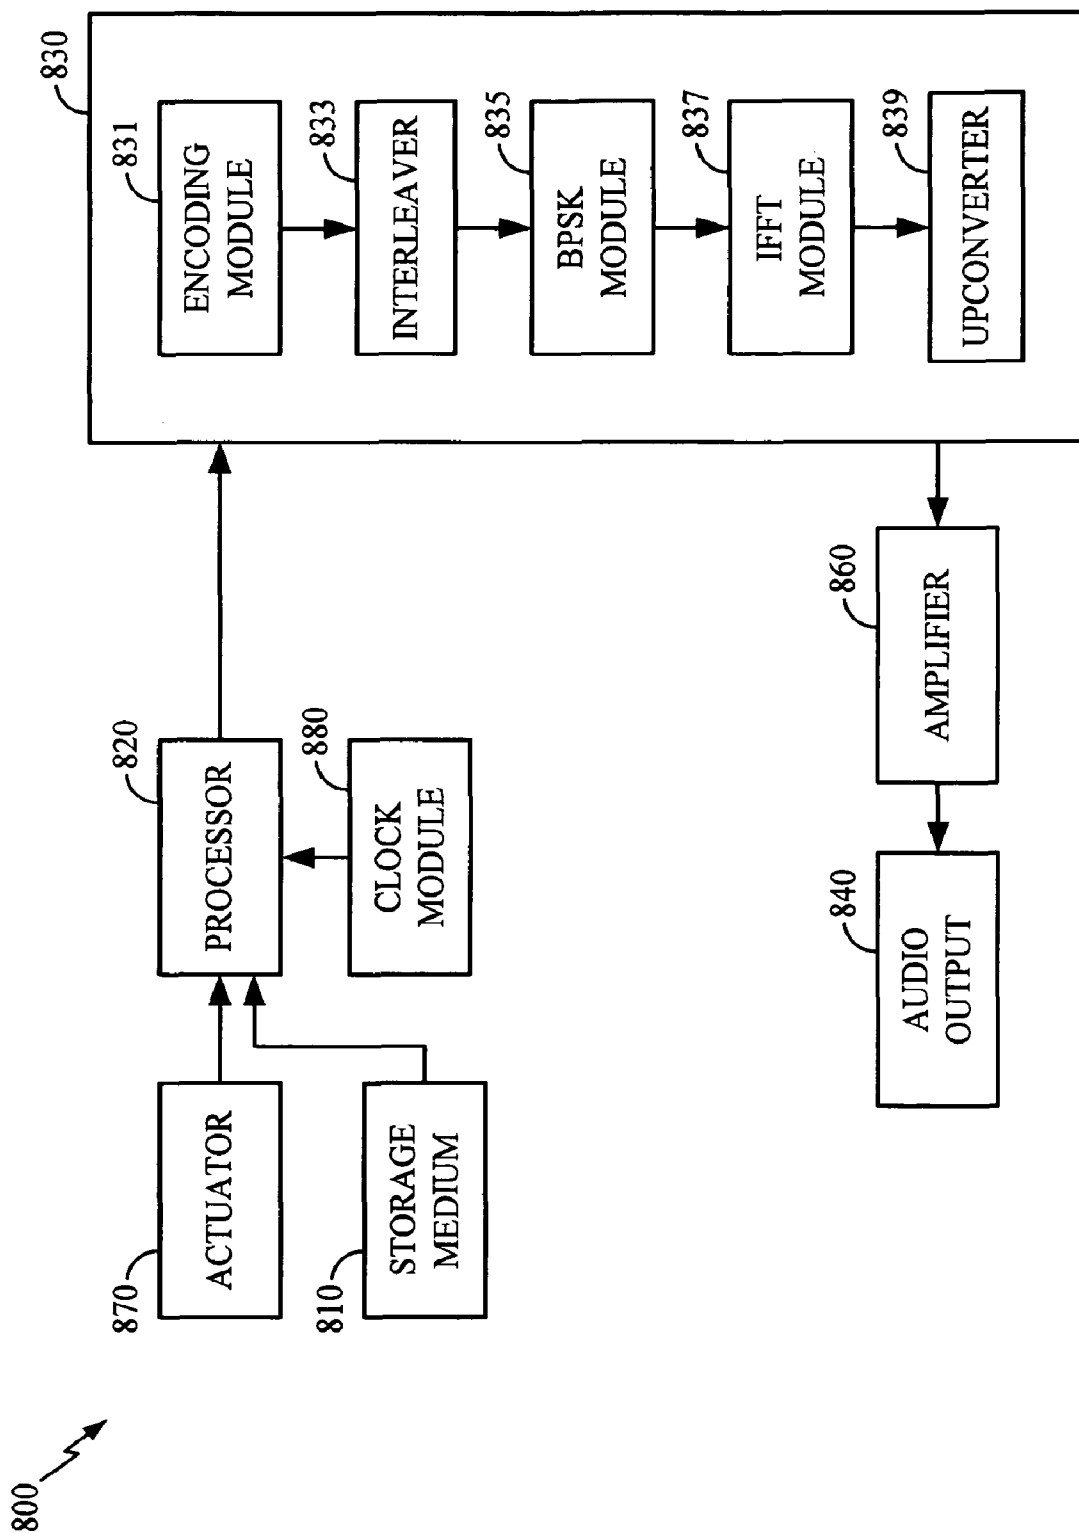 800
870
ACTUATOR
810
STORAGE
MEDIUM
820
PROCESSOR
880
CLOCK
MODULE
830
831
ENCODING
MODULE
833
INTERLEAVER
835
BPSK
MODULE
837
IFFT
MODULE
839
UPCONVERTER
860
AMPLIFIER
840
AUDIO
OUTPUT